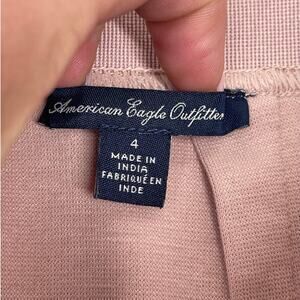 American Eagle Outfitters
4
MADE IN
INDIA
FABRIQUÉ EN
INDE